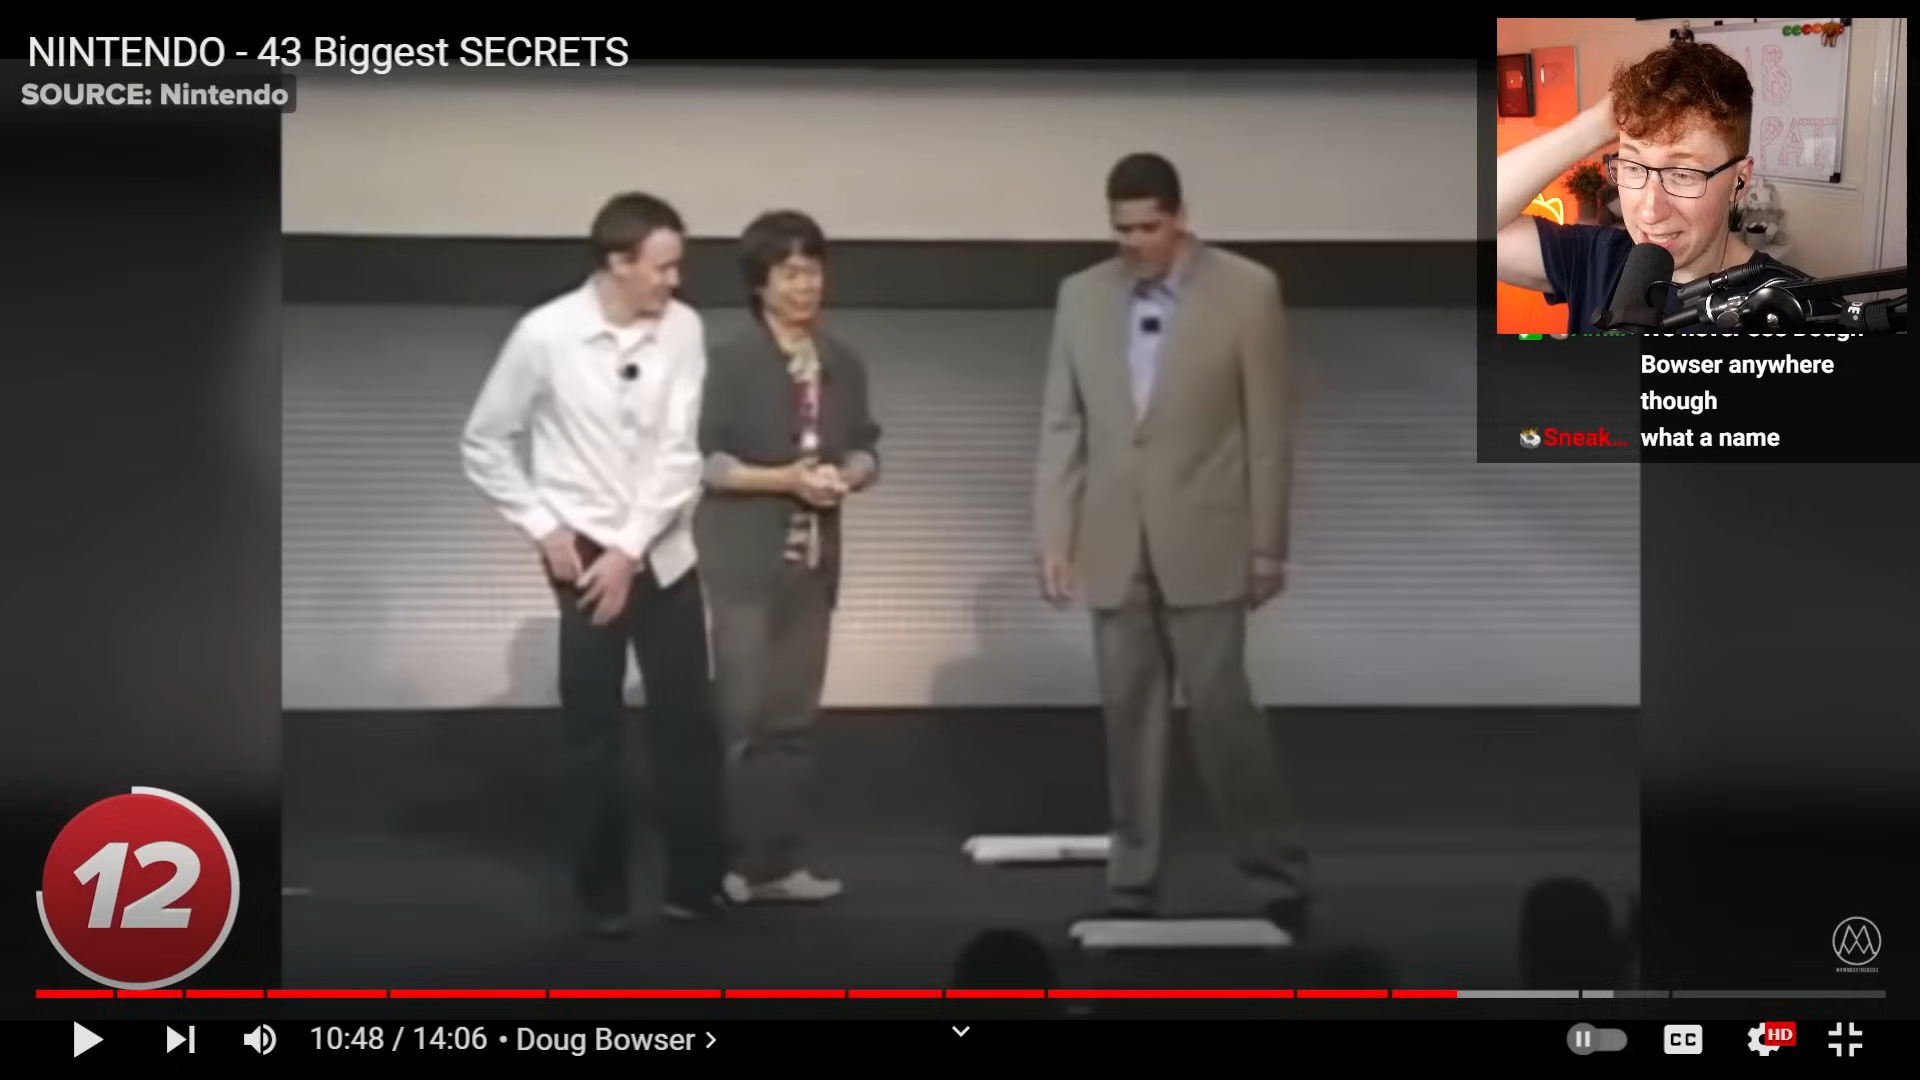 NINTENDO - 43 Biggest SECRETS
SOURCE: Nintendo
Bowser anywhere
though
Sneak... what a name
12
10:48 / 14:06 • Doug Bowser >
CC
HD